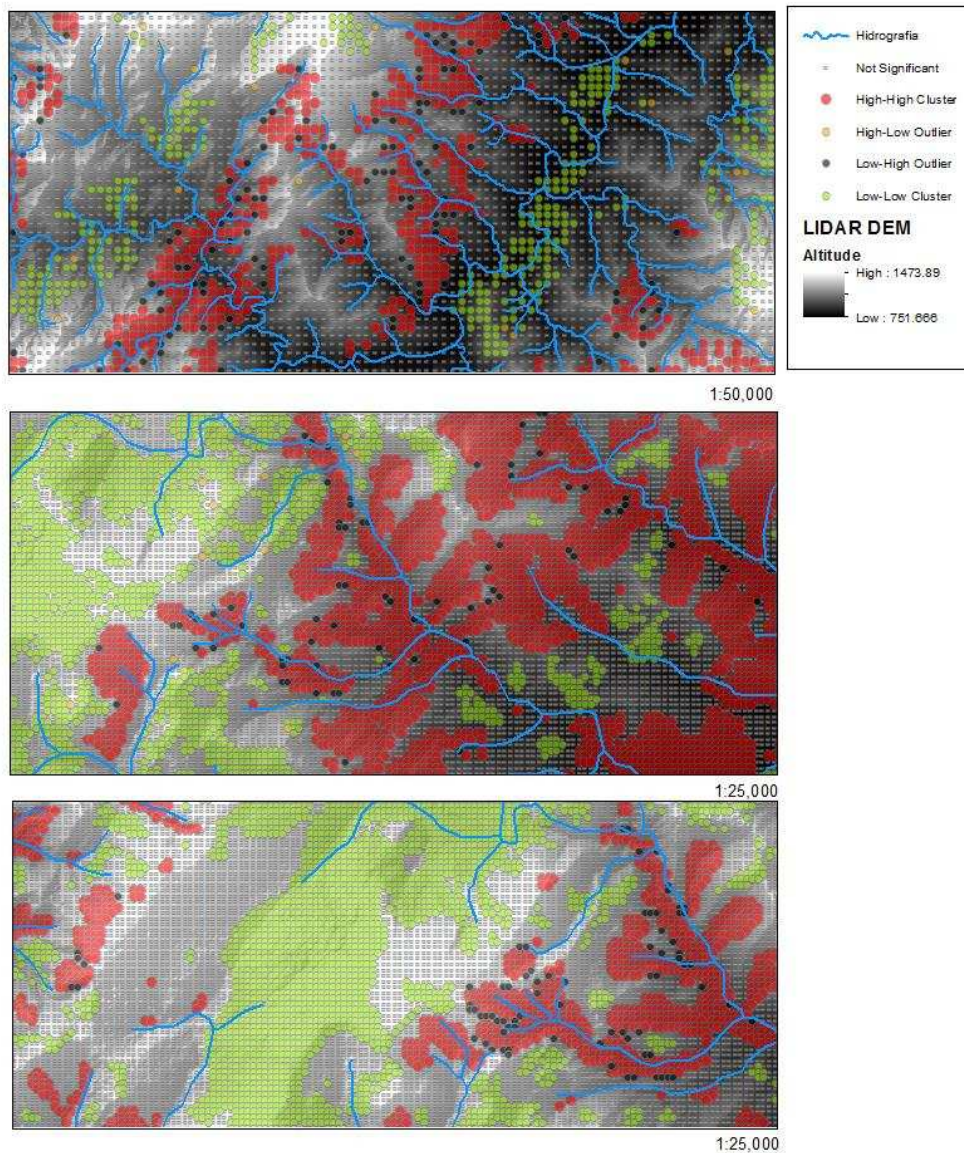 Hidrografia
Not Significant
High-High Cluster
High-Low Outlier
Low-High Outlier
Low-Low Cluster
LIDAR DEM
Altitude
High : 1473.89
Low : 751.666
1:50,000
1:25,000
1:25,000